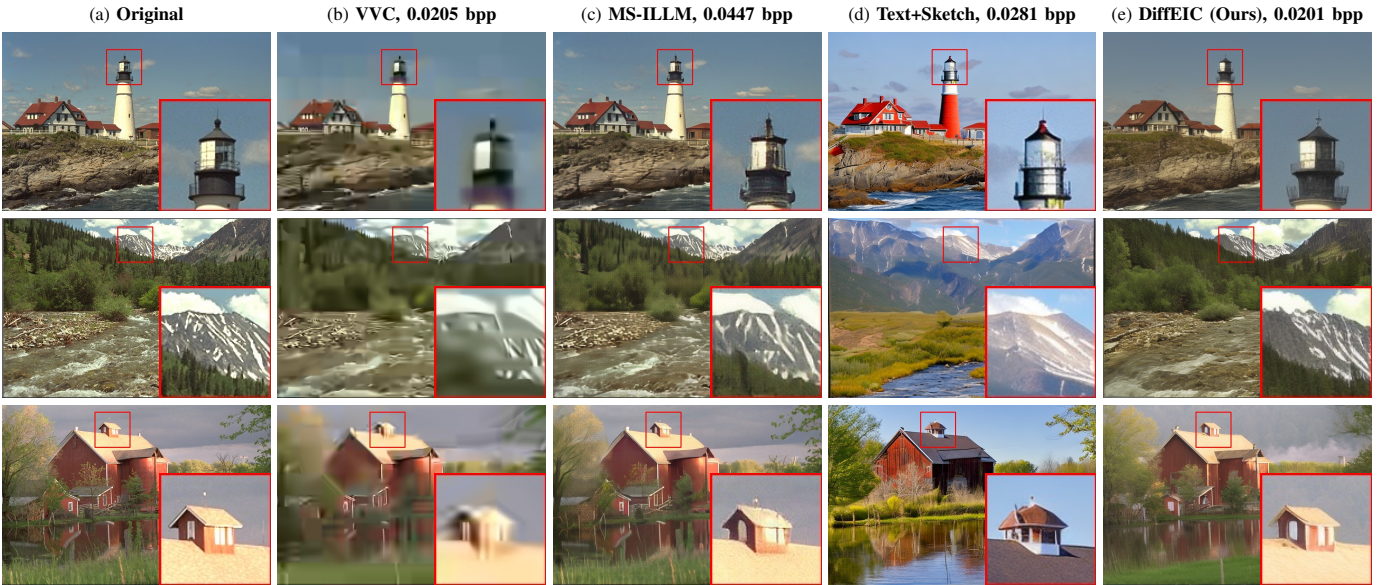 (a) Original
(b) VVC, 0.0205 bpp
(c) MS-ILLM, 0.0447 bpp
(d) Text+Sketch, 0.0281 bpp
(e) DiffEIC (Ours), 0.0201 bpp